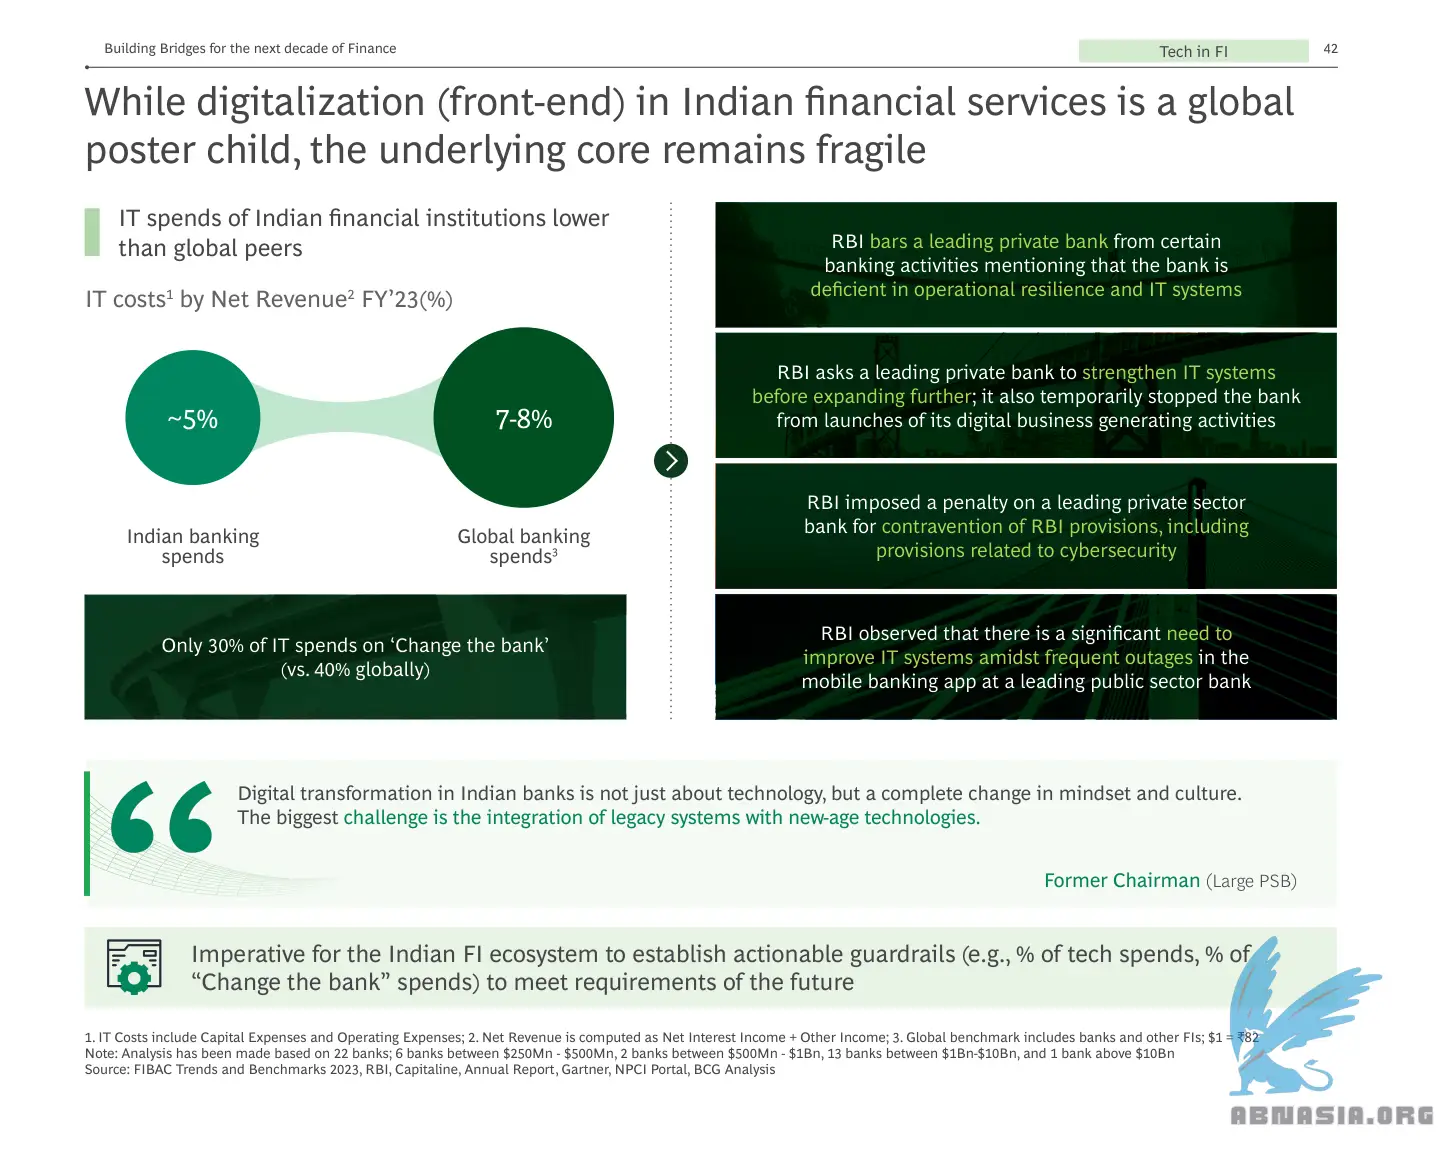 Building Bridges for the next decade of Finance
Tech in FI
42
While digitalization (front-end) in Indian financial services is a global
poster child, the underlying core remains fragile
IT spends of Indian financial institutions lower
than global peers
IT costs¹ by Net Revenue² FY’23(%)
~5%
7-8%
Indian banking
spends
Global banking
spends³
Only 30% of IT spends on ‘Change the bank’
(vs. 40% globally)
RBI bars a leading private bank from certain
banking activities mentioning that the bank is
deficient in operational resilience and IT systems
RBI asks a leading private bank to strengthen IT systems
before expanding further; it also temporarily stopped the bank
from launches of its digital business generating activities
RBI imposed a penalty on a leading private sector
bank for contravention of RBI provisions, including
provisions related to cybersecurity
RBI observed that there is a significant need to
improve IT systems amidst frequent outages in the
mobile banking app at a leading public sector bank
Digital transformation in Indian banks is not just about technology, but a complete change in mindset and culture.
The biggest challenge is the integration of legacy systems with new-age technologies.
Former Chairman (Large PSB)
Imperative for the Indian FI ecosystem to establish actionable guardrails (e.g., % of tech spends, % of
“Change the bank” spends) to meet requirements of the future
1. IT Costs include Capital Expenses and Operating Expenses; 2. Net Revenue is computed as Net Interest Income + Other Income; 3. Global benchmark includes banks and other FIs; $1 = ₹82
Note: Analysis has been made based on 22 banks; 6 banks between $250Mn - $500Mn, 2 banks between $500Mn - $1Bn, 13 banks between $1Bn-$10Bn, and 1 bank above $10Bn
Source: FIBAC Trends and Benchmarks 2023, RBI, Capitaline, Annual Report, Gartner, NPCI Portal, BCG Analysis
ABNASIA.ORG